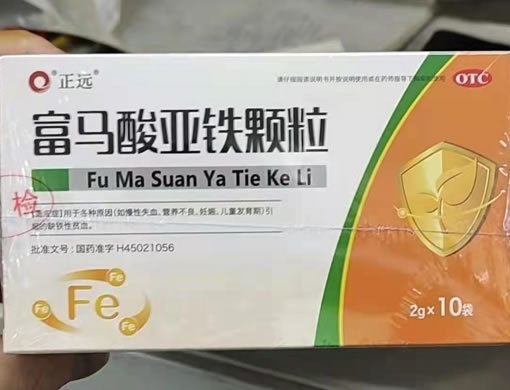 正远®
请仔细阅读说明书并按说明使用或在药师指导下购买和使用
OTC
富马酸亚铁颗粒
Fu Ma Suan Ya Tie Ke Li
检
用于各种原因(如慢性失血、营养不良、妊娠、儿童发育期)引
的缺铁性贫血。
批准文号:国药准字 H45021056
Fe
Fe
Fe
Fe
2g×10袋